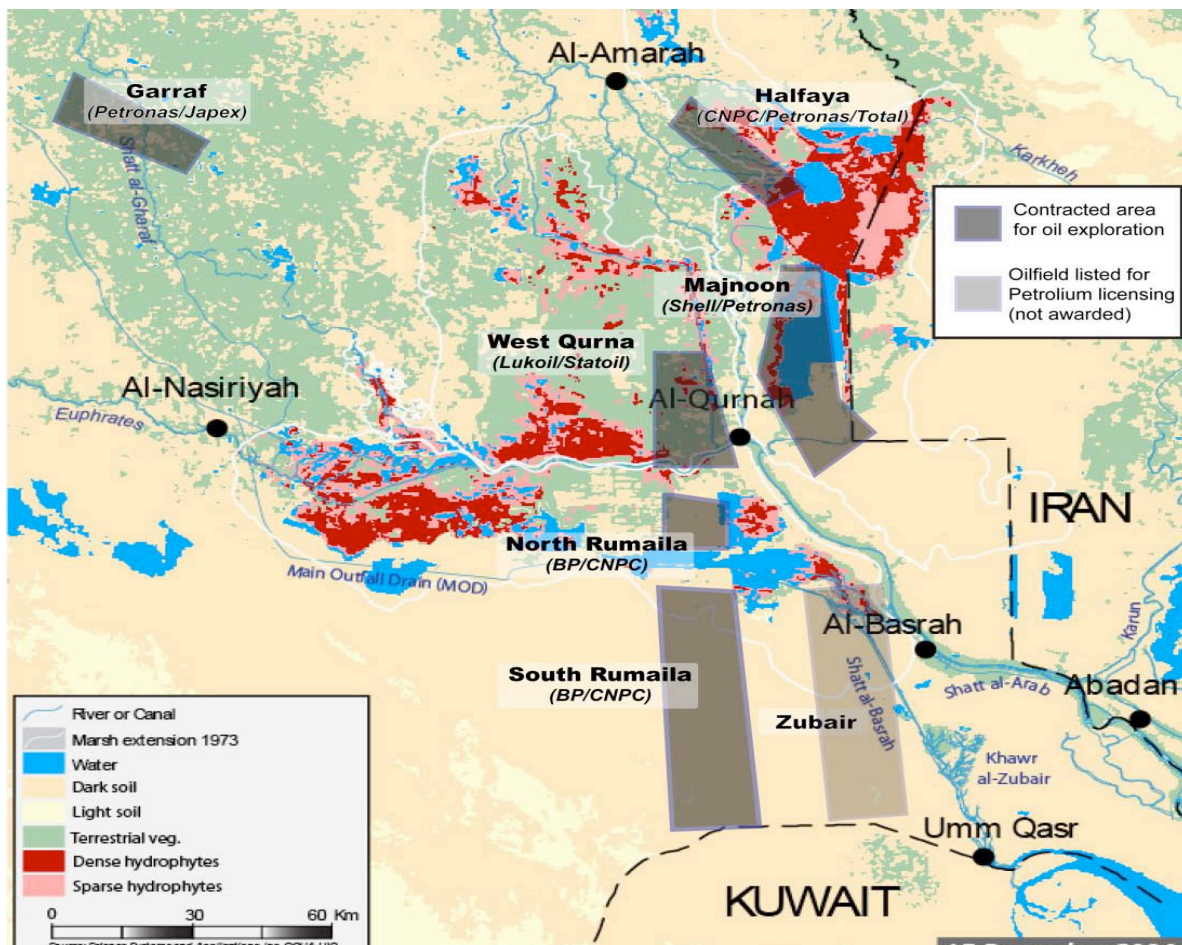 Al-Amarah
Garraf
(Petronas/Japex)
Halfaya
(CNPC/Petronas/Total)
Karkheh
Shatt al-Gharaf
Contracted area
for oil exploration
Oilfield listed for
Petrolium licensing
(not awarded)
Majnoon
(Shell/Petronas)
West Qurna
(Lukoil/Statoil)
Al-Nasiriyah
Al-Qurnah
Euphrates
IRAN
North Rumaila
(BP/CNPC)
Main Outfall Drain (MOD)
Al-Basrah
Karun
South Rumaila
(BP/CNPC)
Shatt al-Basrah
Shatt al-Arab
Abadan
Zubair
Khawr
al-Zubair
Umm Qasr
KUWAIT
River or Canal
Marsh extension 1973
Water
Dark soil
Light soil
Terrestrial veg.
Dense hydrophytes
Sparse hydrophytes
0 30 60 Km